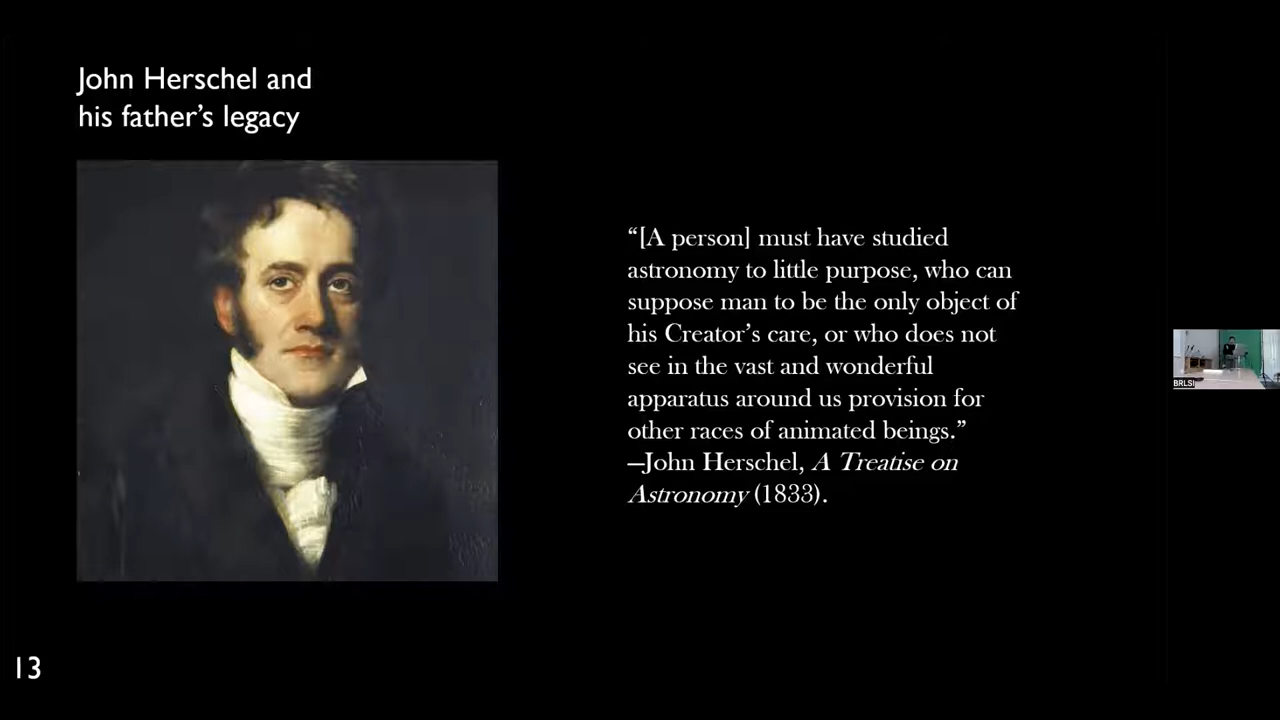 John Herschel and
his father’s legacy
“[A person] must have studied
astronomy to little purpose, who can
suppose man to be the only object of
his Creator’s care, or who does not
see in the vast and wonderful
apparatus around us provision for
other races of animated beings.”
—John Herschel, A Treatise on
Astronomy (1833).
BRLSI
13